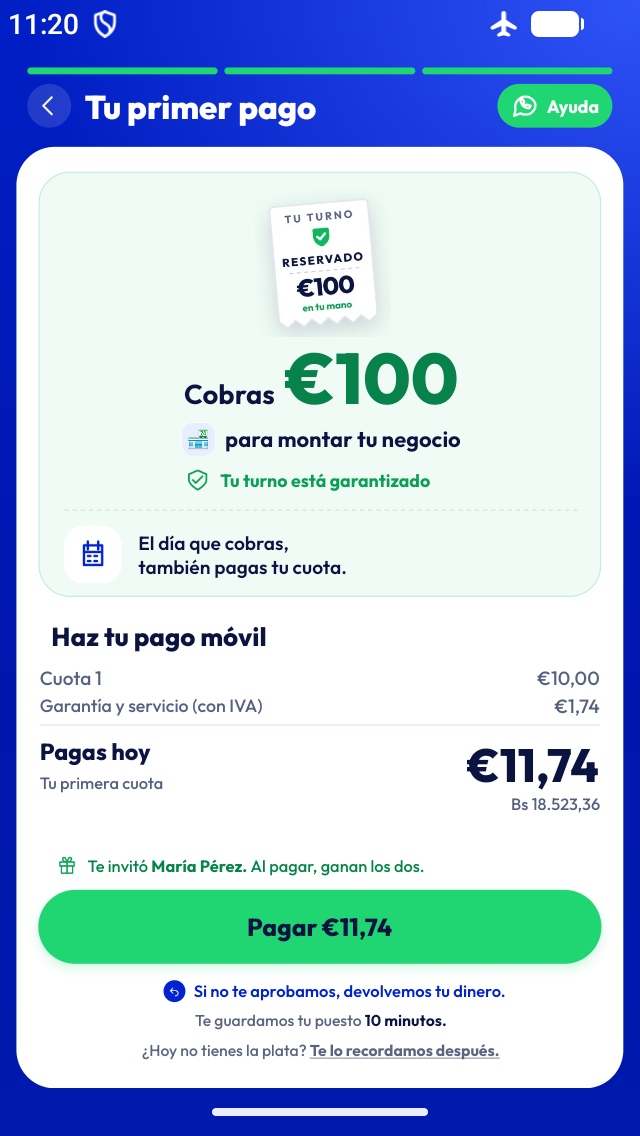 11:20
Tu primer pago
Ayuda
TU TURNO
RESERVADO
€100
en tu mano
Cobras €100
para montar tu negocio
Tu turno está garantizado
El día que cobras,
también pagas tu cuota.
Haz tu pago móvil
Cuota 1 €10,00
Garantía y servicio (con IVA) €1,74
Pagas hoy €11,74
Tu primera cuota
Bs 18.523,36
Te invitó María Pérez. Al pagar, ganan los dos.
Pagar €11,74
Si no te aprobamos, devolvemos tu dinero.
Te guardamos tu puesto 10 minutos.
¿Hoy no tienes la plata? Te lo recordamos después.